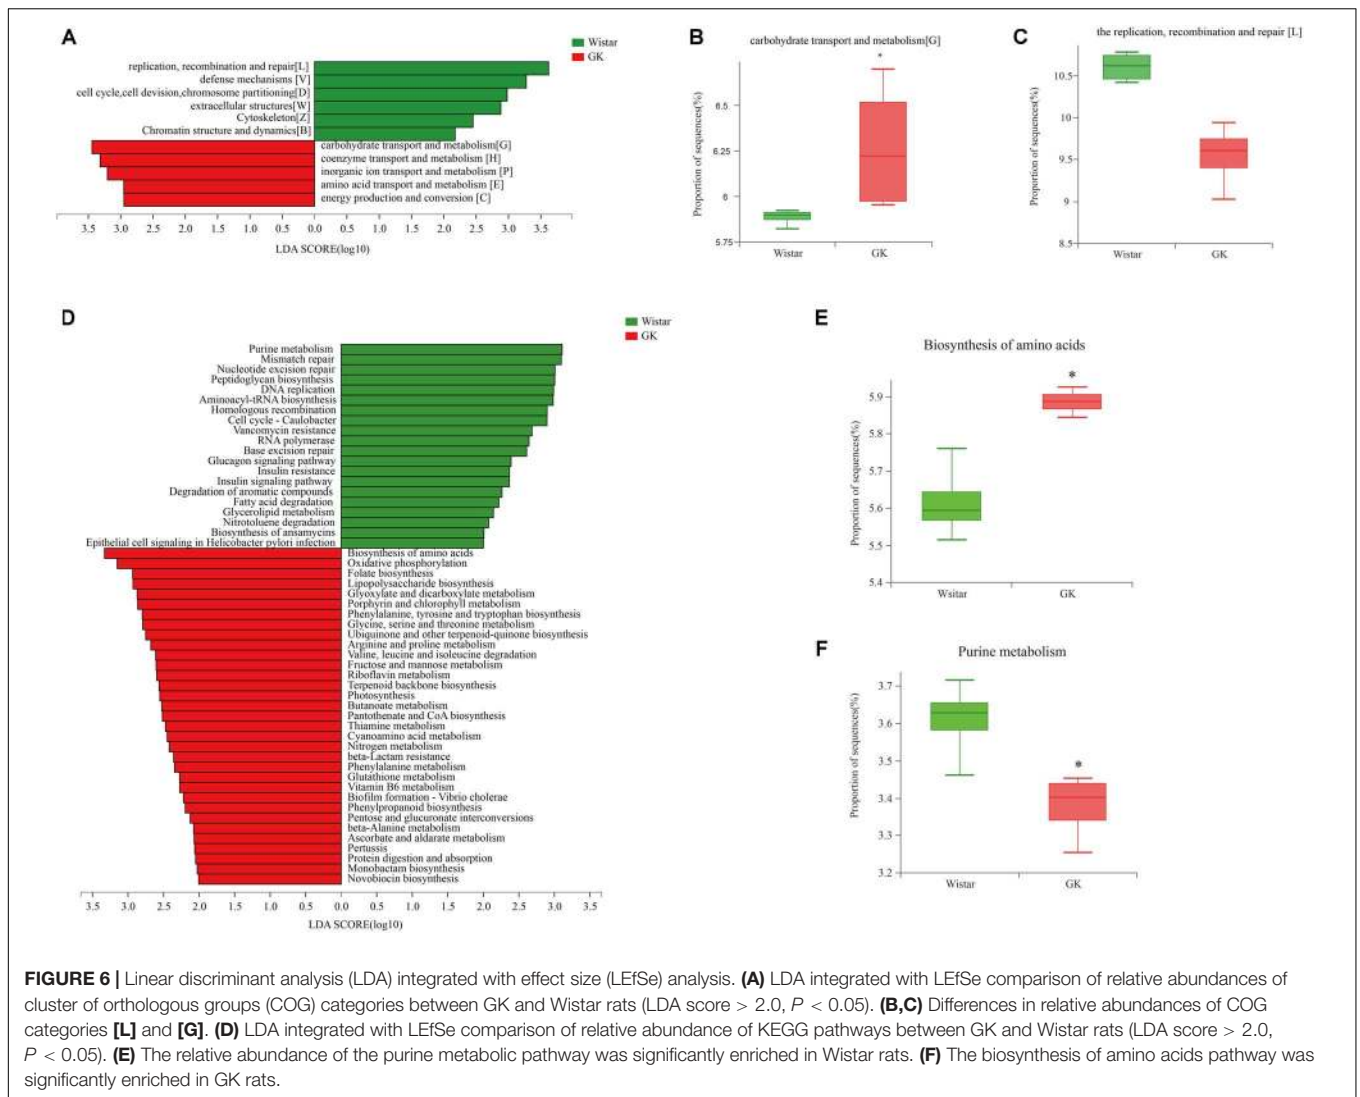 A
Wistar
GK
replication, recombination and repair[L]
defense mechanisms [V]
cell cycle,cell devision,chromosome partitioning[D]
extracellular structures[W]
Cytoskeleton[Z]
Chromatin structure and dynamics[B]
carbohydrate transport and metabolism[G]
coenzyme transport and metabolism [H]
inorganic ion transport and metabolism [P]
amino acid transport and metabolism [E]
energy production and conversion [C]
3.5 3.0 2.5 2.0 1.5 1.0 0.5 0.0 0.5 1.0 1.5 2.0 2.5 3.0 3.5
LDA SCORE(log10)
B
carbohydrate transport and metabolism[G]
*
Proportion of sequences(%)
6.5
6.25
6
5.75
Wistar GK
C
the replication, recombination and repair [L]
Proportion of sequences(%)
10.5
10
9.5
9
8.5
Wistar GK
D
Wistar
GK
Purine metabolism
Mismatch repair
Nucleotide excision repair
Peptidoglycan biosynthesis
DNA replication
Aminoacyl-tRNA biosynthesis
Homologous recombination
Cell cycle - Caulobacter
Vancomycin resistance
RNA polymerase
Base excision repair
Glucagon signaling pathway
Insulin resistance
Insulin signaling pathway
Degradation of aromatic compounds
Fatty acid degradation
Glycerolipid metabolism
Nitrotoluene degradation
Biosynthesis of ansamycins
Epithelial cell signaling in Helicobacter pylori infection
Biosynthesis of amino acids
Oxidative phosphorylation
Folate biosynthesis
Lipopolysaccharide biosynthesis
Glyoxylate and dicarboxylate metabolism
Porphyrin and chlorophyll metabolism
Phenylalanine, tyrosine and tryptophan biosynthesis
Glycine, serine and threonine metabolism
Ubiquinone and other terpenoid-quinone biosynthesis
Arginine and proline metabolism
Valine, leucine and isoleucine degradation
Fructose and mannose metabolism
Riboflavin metabolism
Terpenoid backbone biosynthesis
Photosynthesis
Butanoate metabolism
Pantothenate and CoA biosynthesis
Thiamine metabolism
Cyanoamino acid metabolism
Nitrogen metabolism
beta-Lactam resistance
Phenylalanine metabolism
Glutathione metabolism
Vitamin B6 metabolism
Biofilm formation - Vibrio cholerae
Phenylpropanoid biosynthesis
Pentose and glucuronate interconversions
beta-Alanine metabolism
Ascorbate and aldarate metabolism
Pertussis
Protein digestion and absorption
Monobactam biosynthesis
Novobiocin biosynthesis
3.5 3.0 2.5 2.0 1.5 1.0 0.5 0.0 0.5 1.0 1.5 2.0 2.5 3.0 3.5
LDA SCORE(log10)
E
Biosynthesis of amino acids
*
Proportion of sequences(%)
5.9
5.8
5.7
5.6
5.5
5.4
Wsitar GK
F
Purine metabolism
*
Proportion of sequences(%)
3.7
3.6
3.5
3.4
3.3
3.2
Wistar GK
FIGURE 6 | Linear discriminant analysis (LDA) integrated with effect size (LEfSe) analysis. (A) LDA integrated with LEfSe comparison of relative abundances of
cluster of orthologous groups (COG) categories between GK and Wistar rats (LDA score > 2.0, P < 0.05). (B,C) Differences in relative abundances of COG
categories [L] and [G]. (D) LDA integrated with LEfSe comparison of relative abundance of KEGG pathways between GK and Wistar rats (LDA score > 2.0,
P < 0.05). (E) The relative abundance of the purine metabolic pathway was significantly enriched in Wistar rats. (F) The biosynthesis of amino acids pathway was
significantly enriched in GK rats.